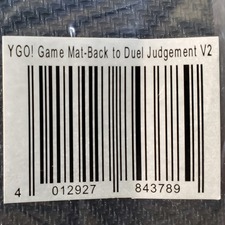 YGO! Game Mat-Back to Duel Judgement V2
4 012927 843789